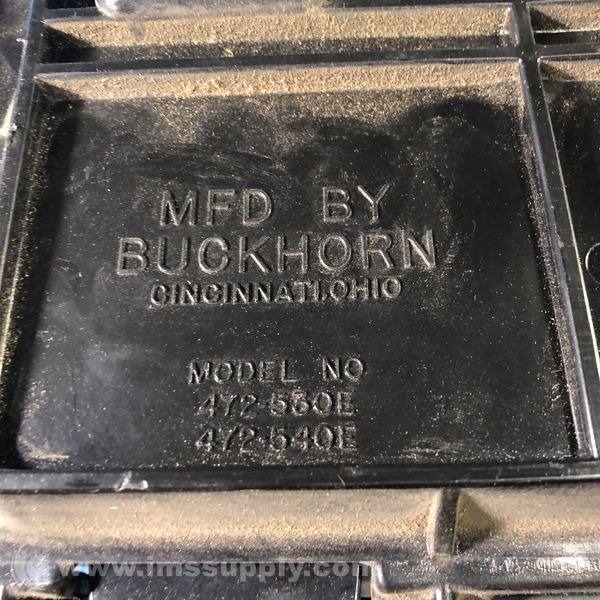 MFD BY
BUCKHORN
CINCINNATI,OHIO
MODEL NO
472-530E
472-540E
www.imssupply.com